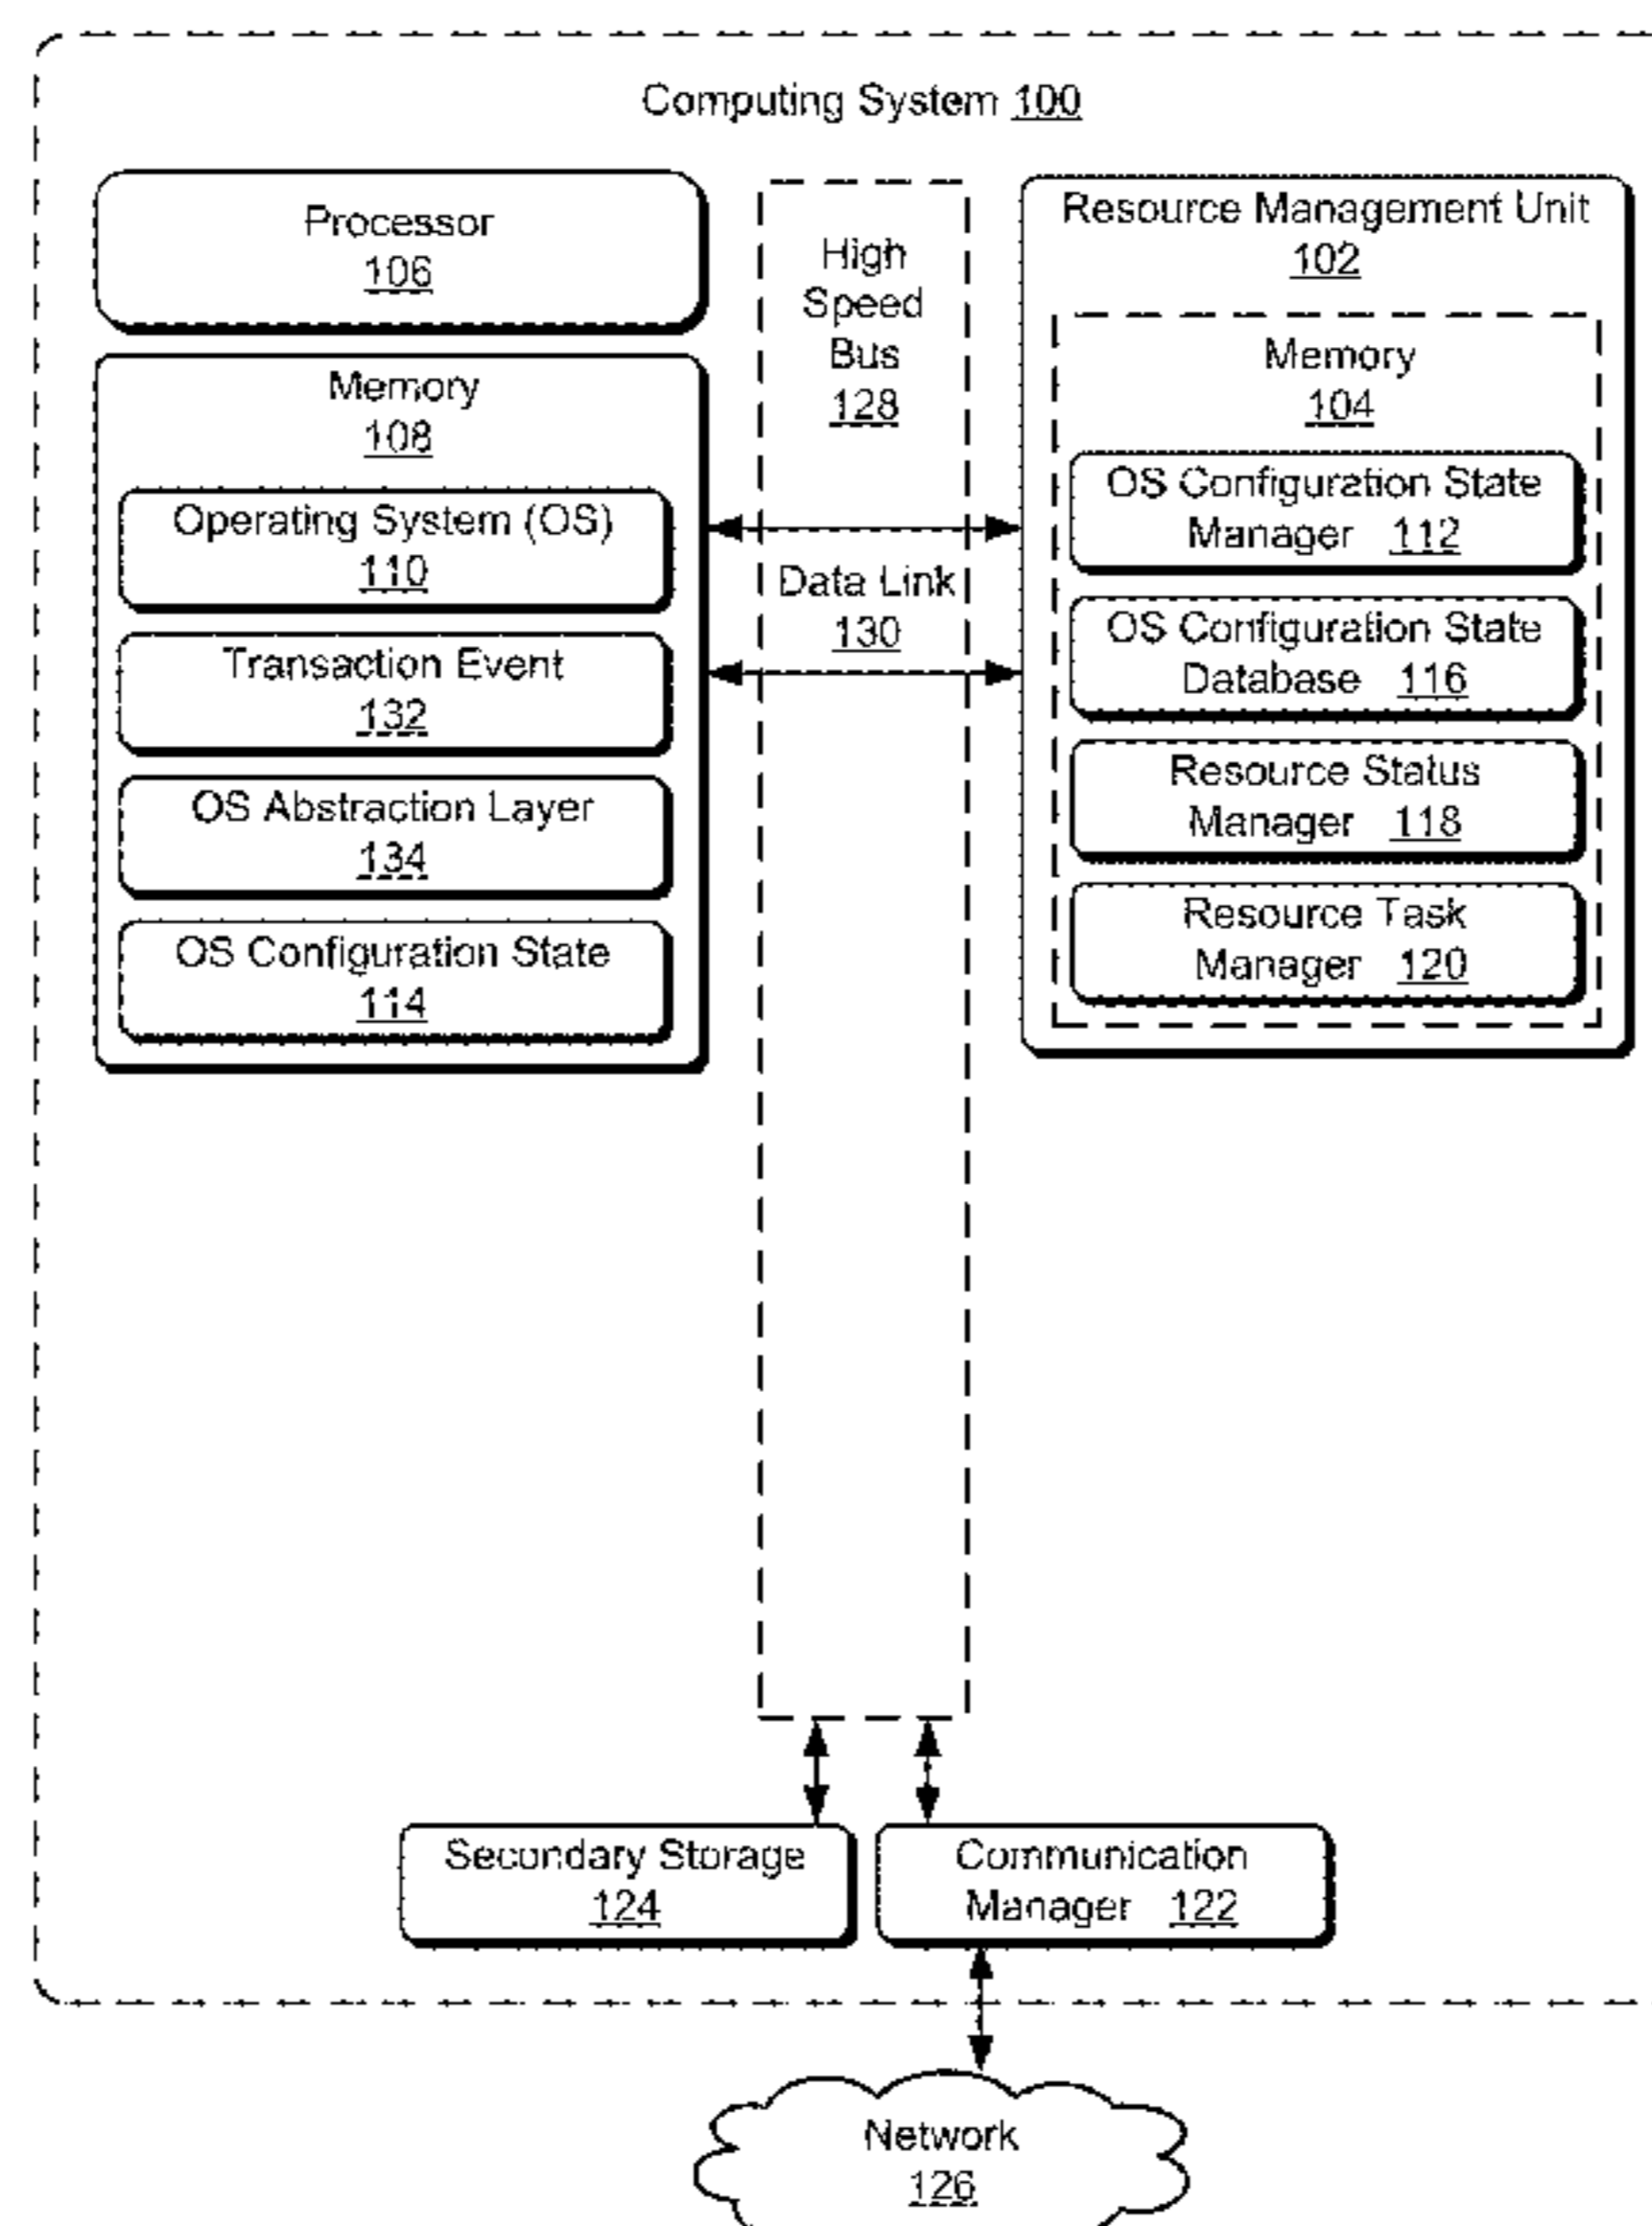 Computing System 100
Processor
106
Memory
108
Operating System (OS)
110
Transaction Event
132
OS Abstraction Layer
134
OS Configuration State
114
High
Speed
Bus
128
Data Link
130
Resource Management Unit
102
Memory
104
OS Configuration State
Manager 112
OS Configuration State
Database 116
Resource Status
Manager 118
Resource Task
Manager 120
Secondary Storage
124
Communication
Manager 122
Network
126